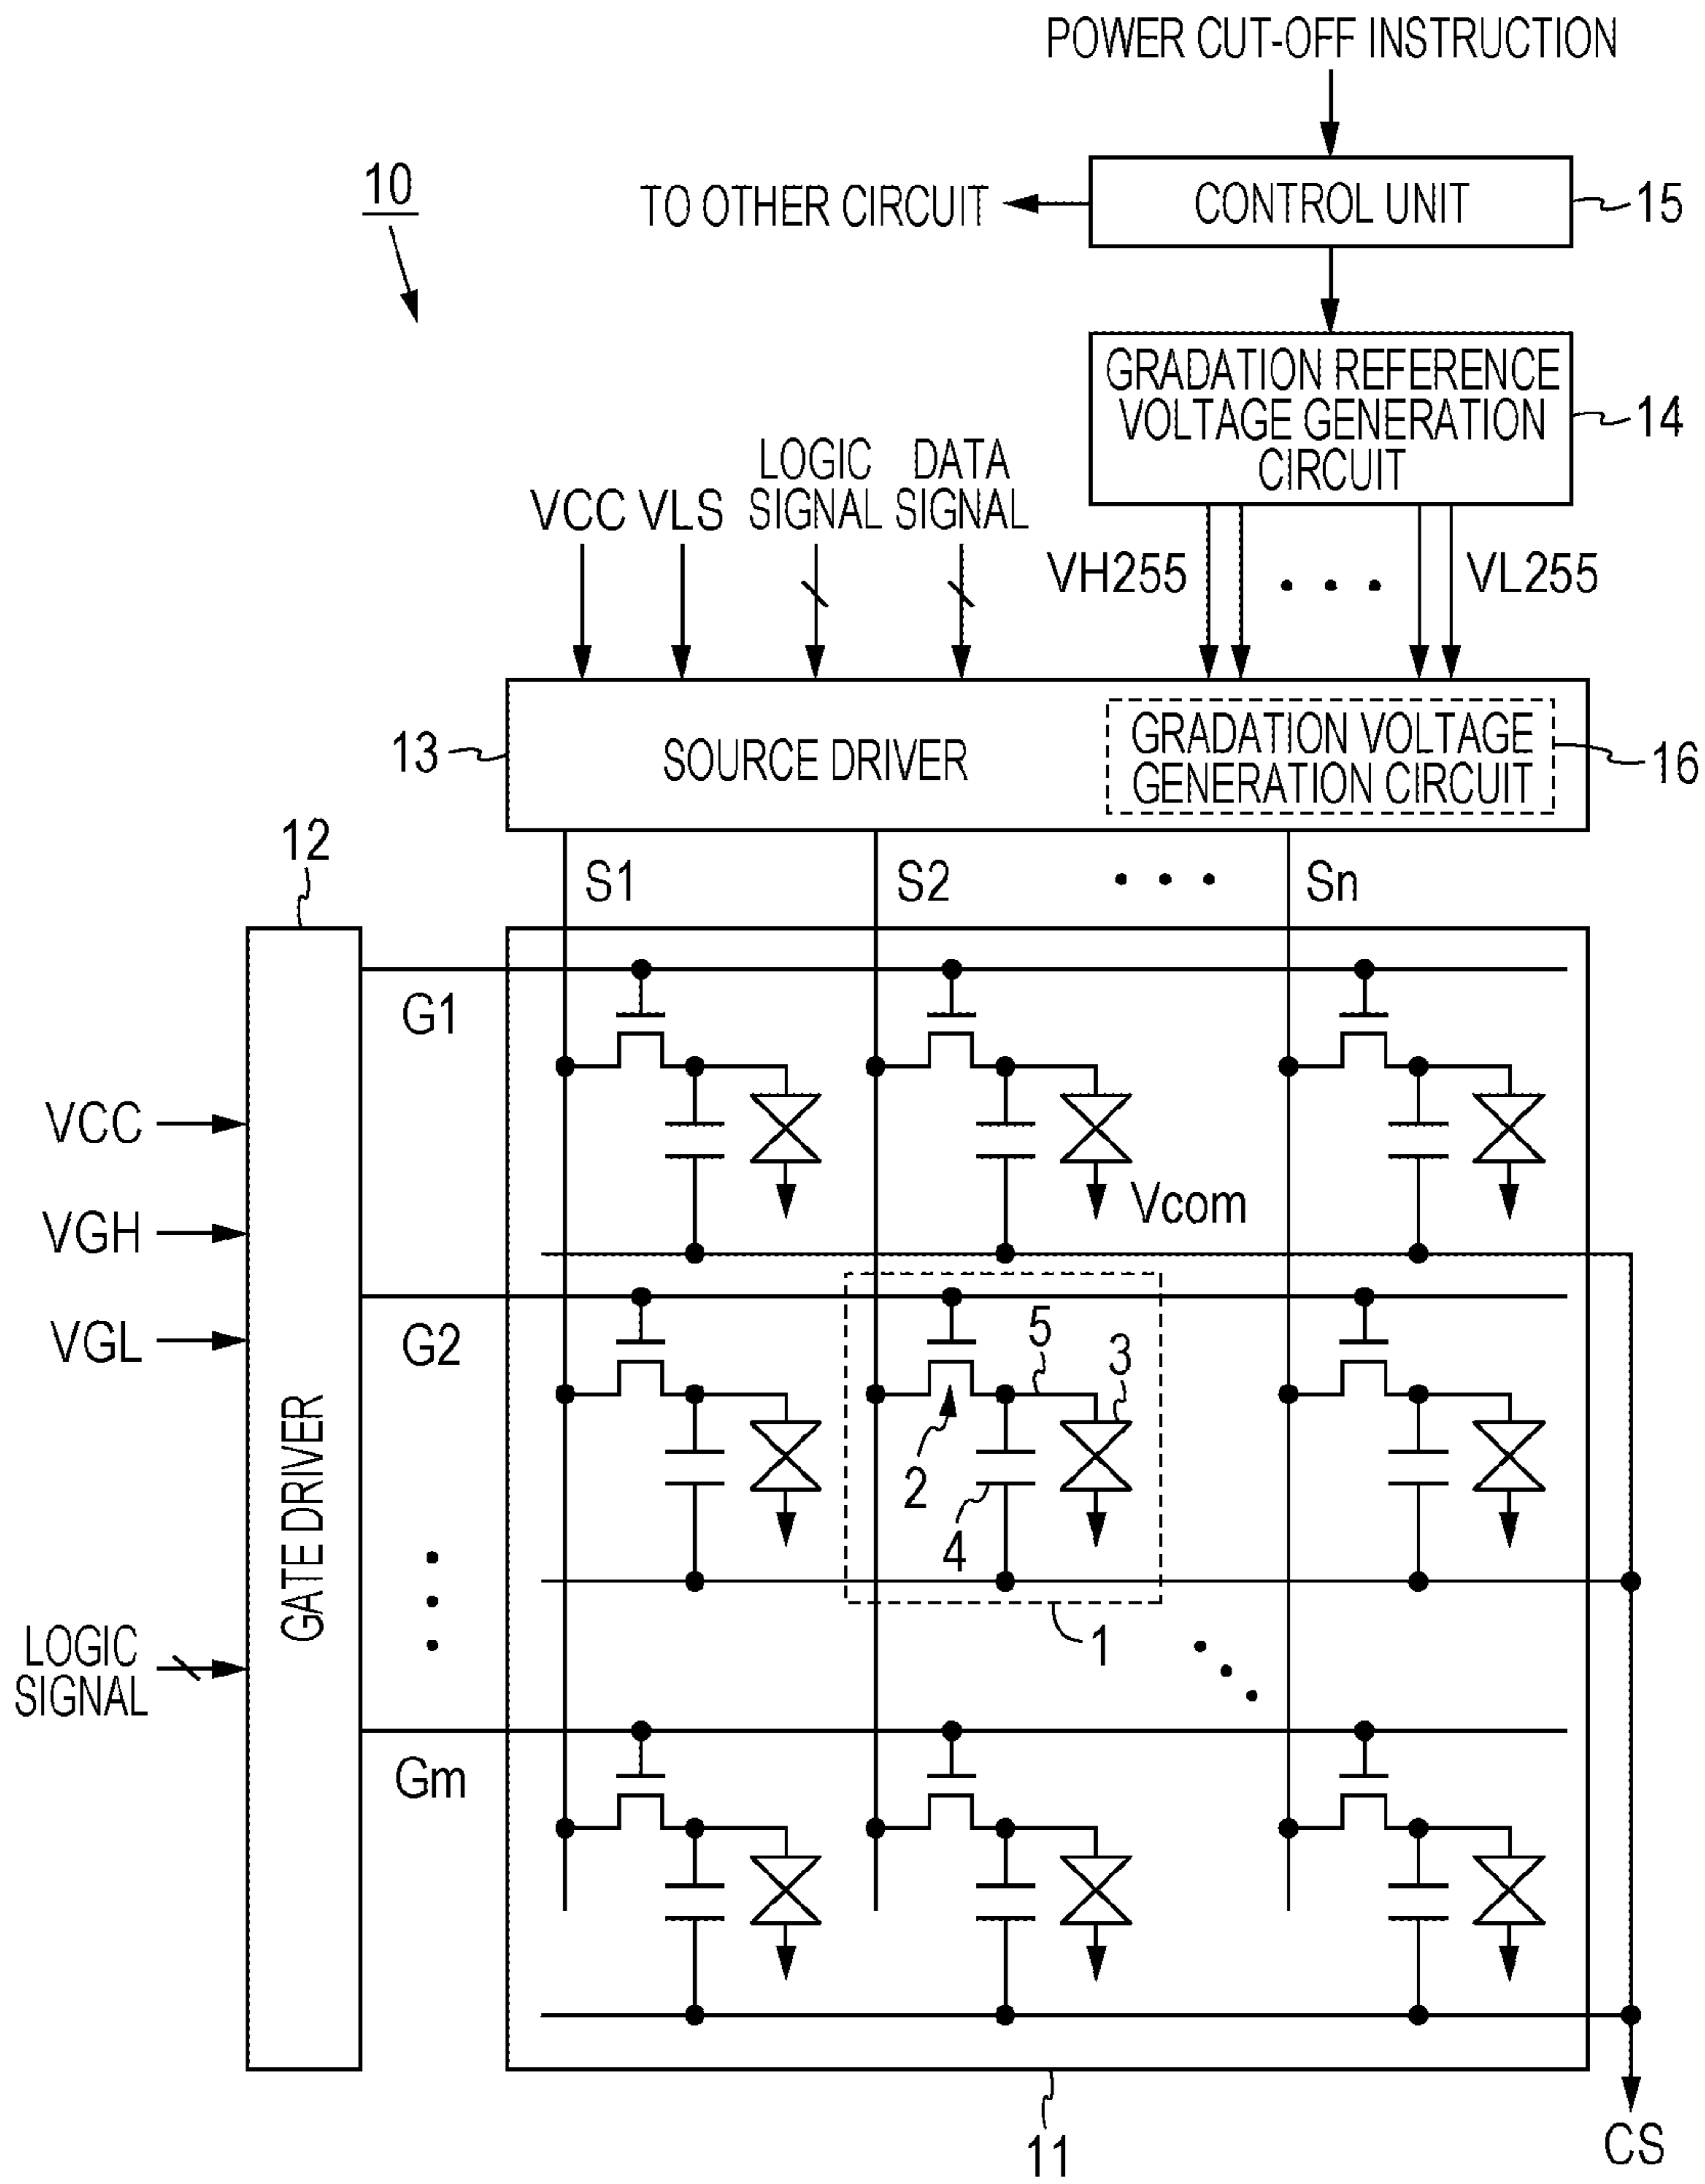 POWER CUT-OFF INSTRUCTION
10
TO OTHER CIRCUIT
CONTROL UNIT
15
GRADATION REFERENCE
VOLTAGE GENERATION
CIRCUIT
14
VCC
VLS
LOGIC
SIGNAL
DATA
SIGNAL
VH255
VL255
13
SOURCE DRIVER
GRADATION VOLTAGE
GENERATION CIRCUIT
16
12
S1
S2
Sn
G1
VCC
VGH
VGL
Vcom
G2
5
3
2
4
1
GATE DRIVER
LOGIC
SIGNAL
Gm
11
CS